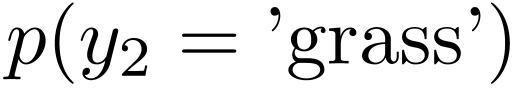 p(y₂ = ’grass’)